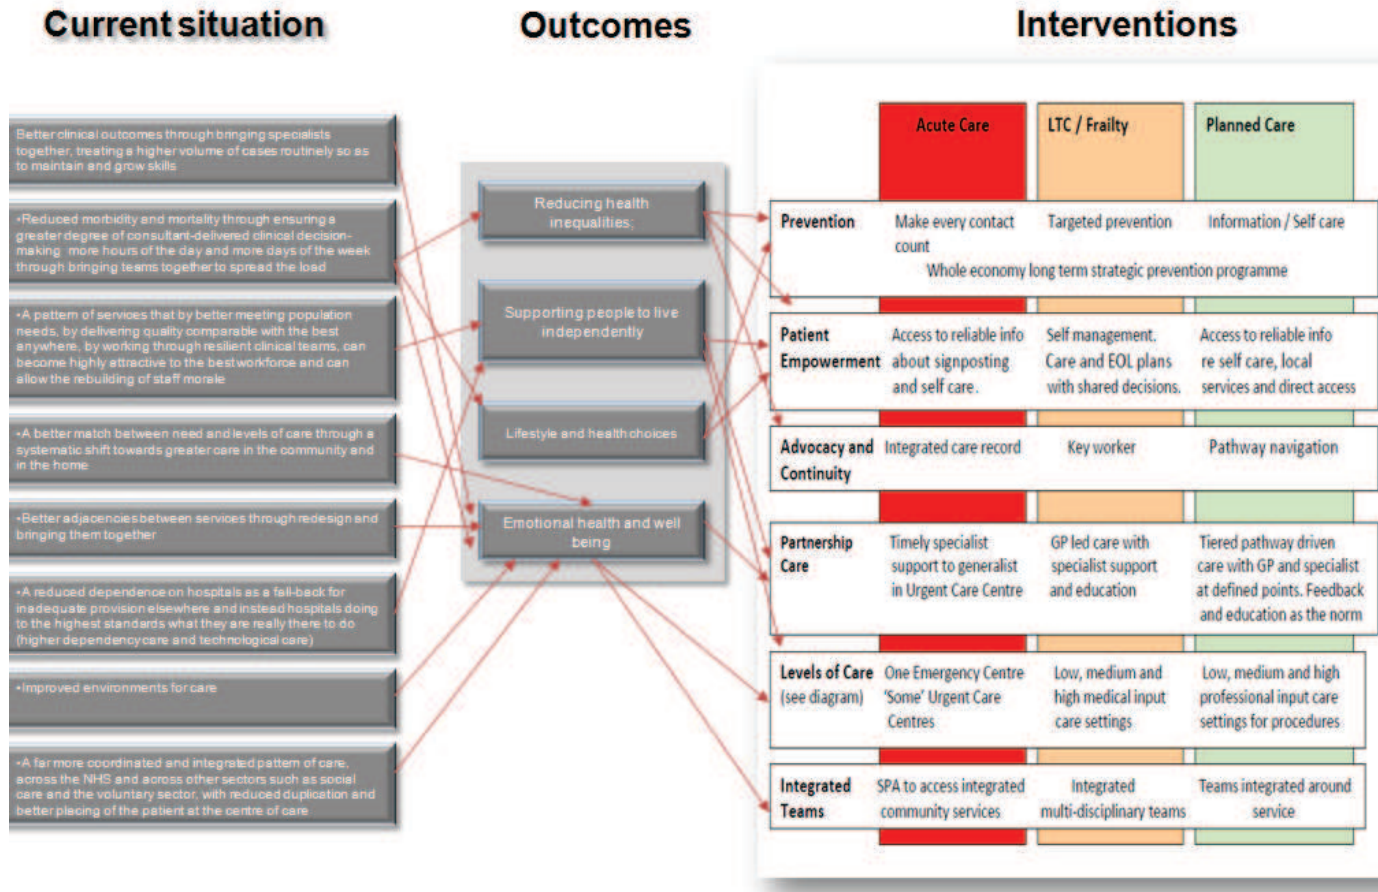 Current situation
Outcomes
Interventions
Better clinical outcomes through bringing specialists
together, treating a higher volume of cases routinely so as
to maintain and grow skills
•Reduced morbidity and mortality through ensuring a
greater degree of consultant-delivered clinical decision-
making more hours of the day and more days of the week
through bringing teams together to spread the load
•A pattern of services that by better meeting population
needs, by delivering quality comparable with the best
anywhere, by working through resilient clinical teams, can
become highly attractive to the best workforce and can
allow the rebuilding of staff morale
•A better match between need and levels of care through a
systematic shift towards greater care in the community and
in the home
•Better adjacencies between services through redesign and
bringing them together
•A reduced dependence on hospitals as a fall-back for
inadequate provision elsewhere and instead hospitals doing
to the highest standards what they are really there to do
(higher dependency care and technological care)
•Improved environments for care
•A far more coordinated and integrated pattern of care,
across the NHS and across other sectors such as social
care and the voluntary sector, with reduced duplication and
better placing of the patient at the centre of care
Reducing health
inequalities;
Supporting people to live
independently
Lifestyle and health choices
Emotional health and well
being
Acute Care
LTC / Frailty
Planned Care
Prevention
Make every contact
count
Targeted prevention
Information / Self care
Whole economy long term strategic prevention programme
Patient
Empowerment
Access to reliable info
about signposting
and self care.
Self management.
Care and EOL plans
with shared decisions.
Access to reliable info
re self care, local
services and direct access
Advocacy and
Continuity
Integrated care record
Key worker
Pathway navigation
Partnership
Care
Timely specialist
support to generalist
in Urgent Care Centre
GP led care with
specialist support
and education
Tiered pathway driven
care with GP and specialist
at defined points. Feedback
and education as the norm
Levels of Care
(see diagram)
One Emergency Centre
'Some' Urgent Care
Centres
Low, medium and
high medical input
care settings
Low, medium and high
professional input care
settings for procedures
Integrated
Teams
SPA to access integrated
community services
Integrated
multi-disciplinary teams
Teams integrated around
service